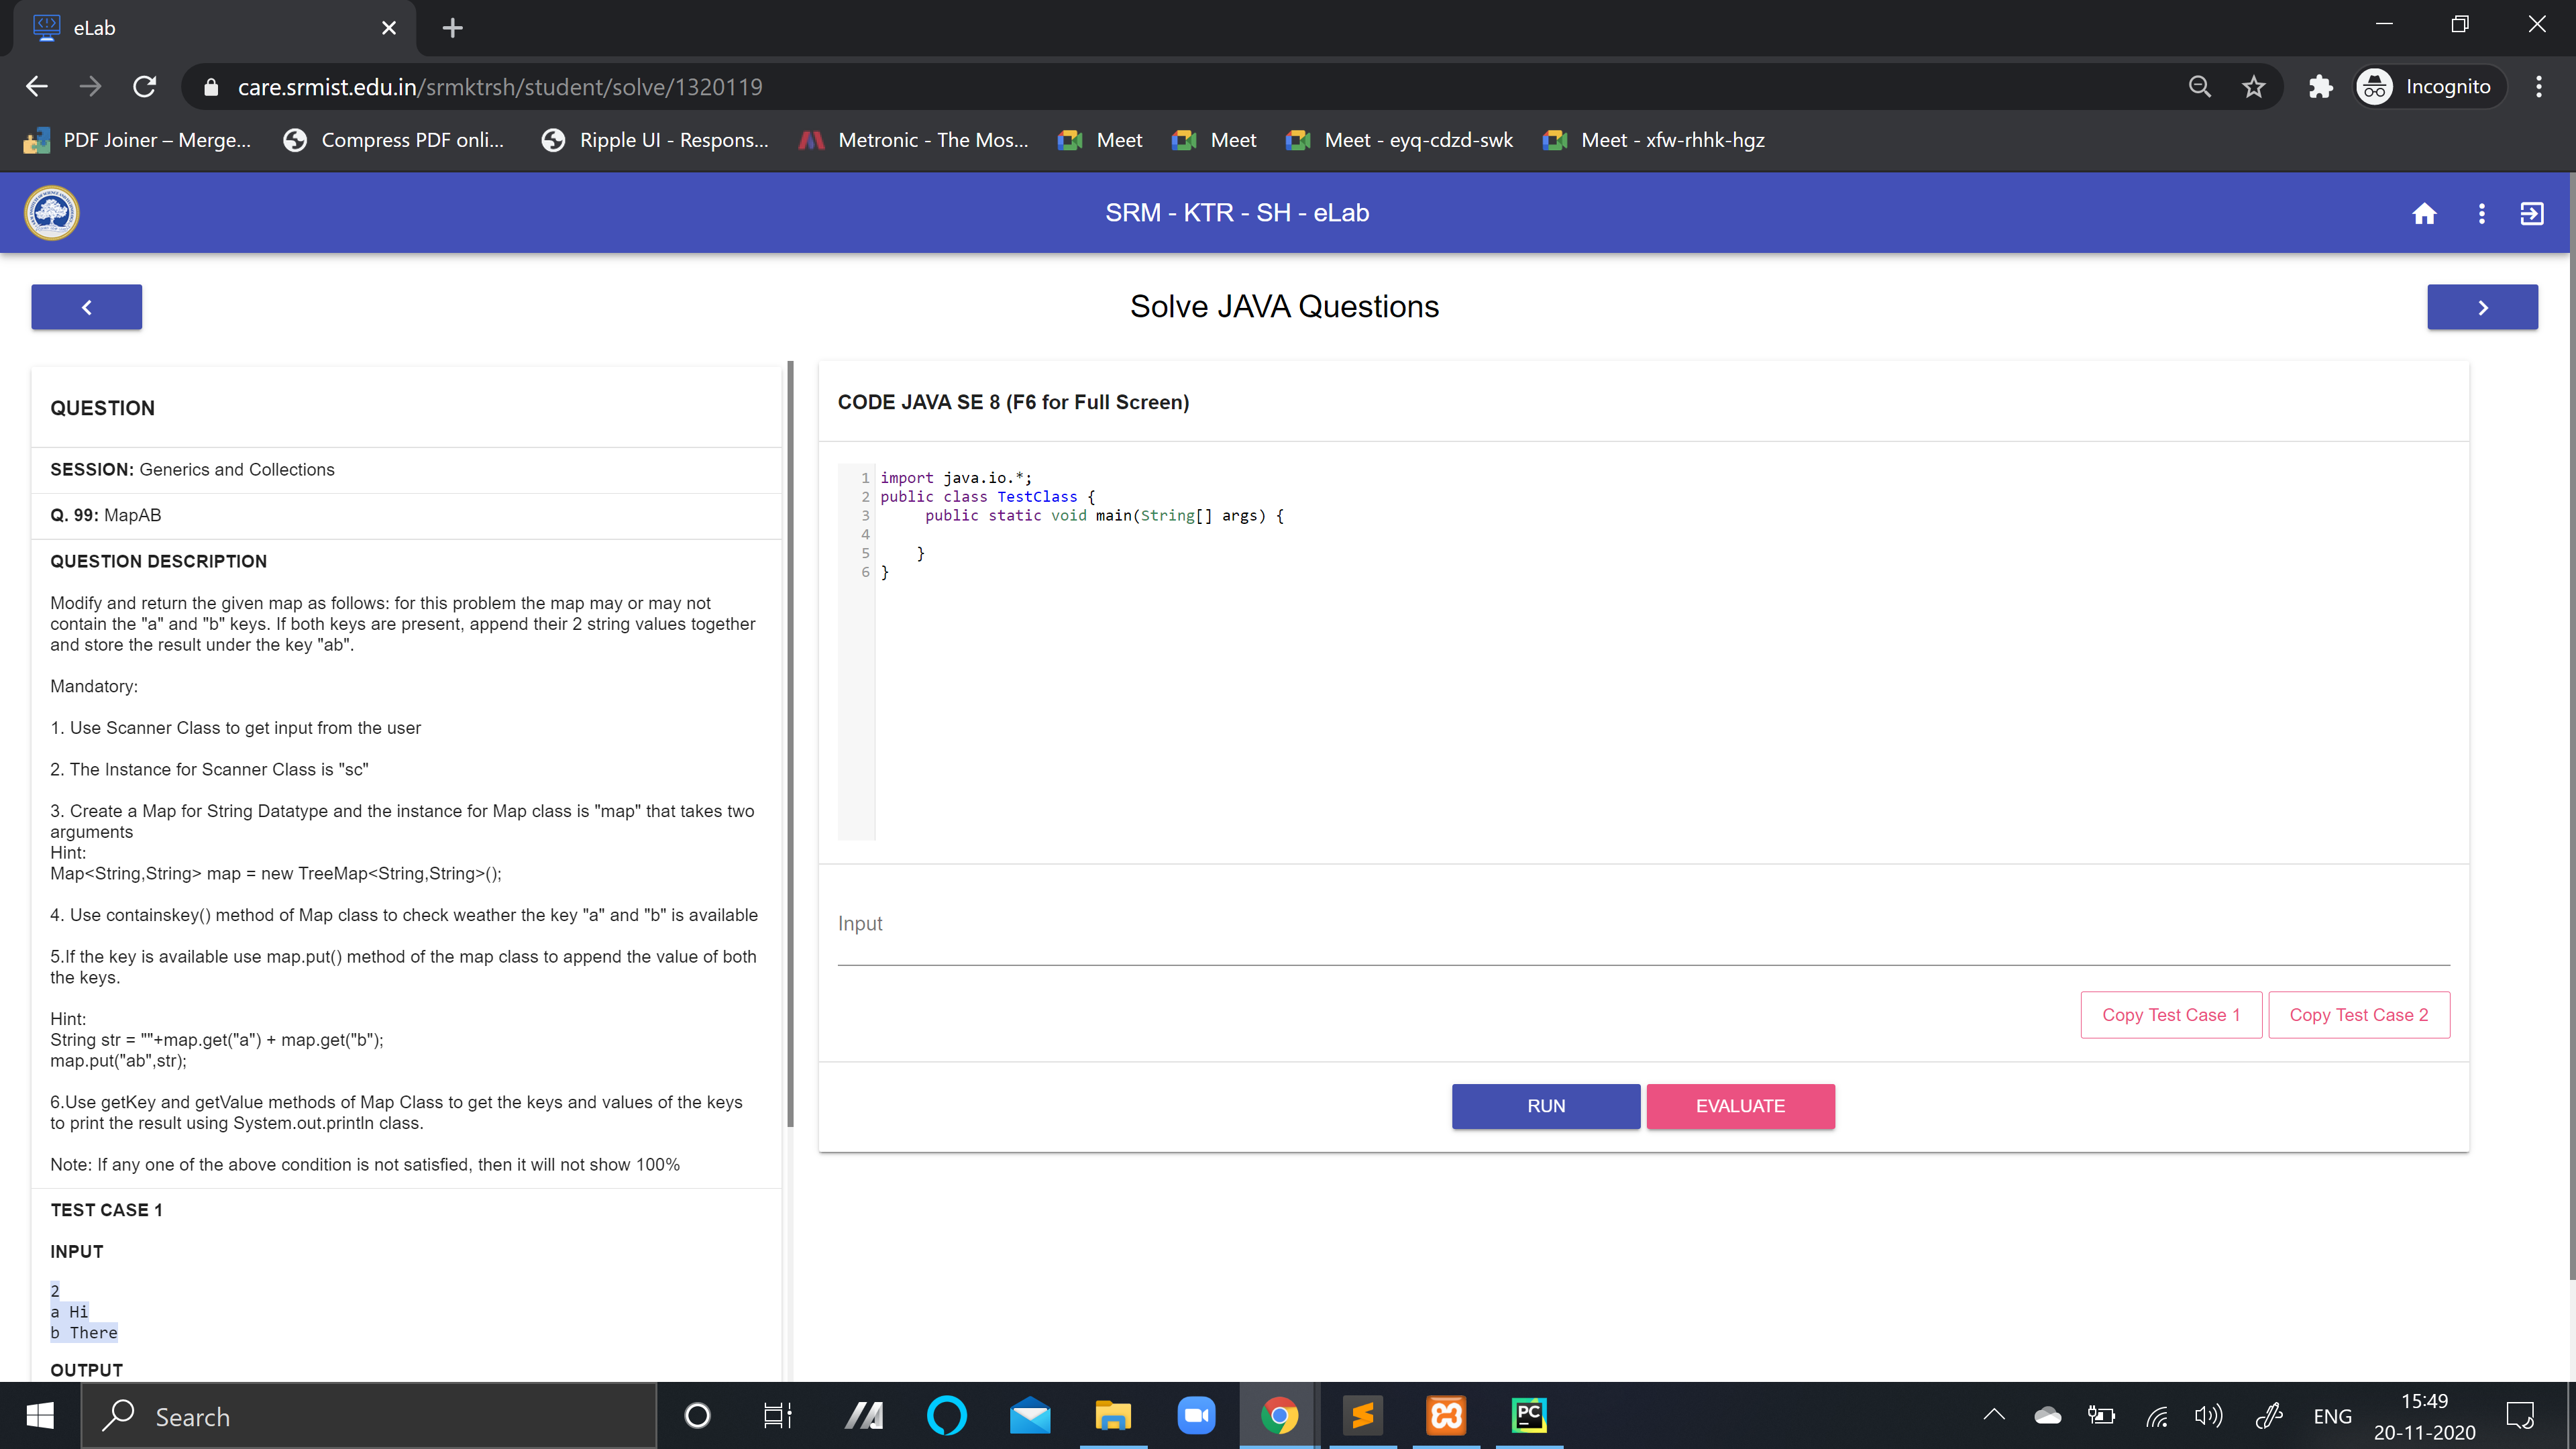 eLab
care.srmist.edu.in/srmktrsh/student/solve/1320119
Incognito
PDF Joiner – Merge...
Compress PDF onli...
Ripple UI - Respons...
Metronic - The Mos...
Meet
Meet
Meet - eyq-cdzd-swk
Meet - xfw-rhhk-hgz
SRM - KTR - SH - eLab
Solve JAVA Questions
QUESTION
SESSION: Generics and Collections
Q. 99: MapAB
QUESTION DESCRIPTION
Modify and return the given map as follows: for this problem the map may or may not
contain the "a" and "b" keys. If both keys are present, append their 2 string values together
and store the result under the key "ab".
Mandatory:
1. Use Scanner Class to get input from the user
2. The Instance for Scanner Class is "sc"
3. Create a Map for String Datatype and the instance for Map class is "map" that takes two
arguments
Hint:
Map<String,String> map = new TreeMap<String,String>();
4. Use containskey() method of Map class to check weather the key "a" and "b" is available
5.If the key is available use map.put() method of the map class to append the value of both
the keys.
Hint:
String str = ""+map.get("a") + map.get("b");
map.put("ab",str);
6.Use getKey and getValue methods of Map Class to get the keys and values of the keys
to print the result using System.out.println class.
Note: If any one of the above condition is not satisfied, then it will not show 100%
TEST CASE 1
INPUT
2
a Hi
b There
OUTPUT
CODE JAVA SE 8 (F6 for Full Screen)
1 import java.io.*;
2 public class TestClass {
3 public static void main(String[] args) {
4
5 }
6 }
Input
Copy Test Case 1
Copy Test Case 2
RUN
EVALUATE
Search
PC
ENG
15:49
20-11-2020